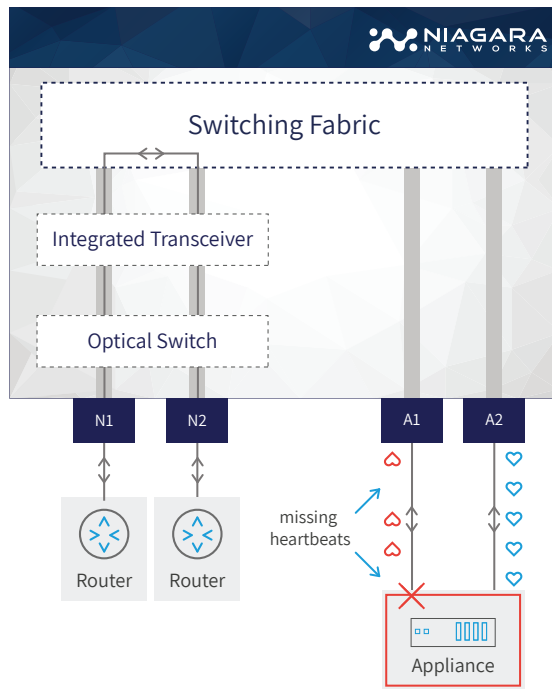 NIAGARA
NETWORKS
Switching Fabric
Integrated Transceiver
Optical Switch
N1
N2
A1
A2
missing
heartbeats
Router
Router
Appliance